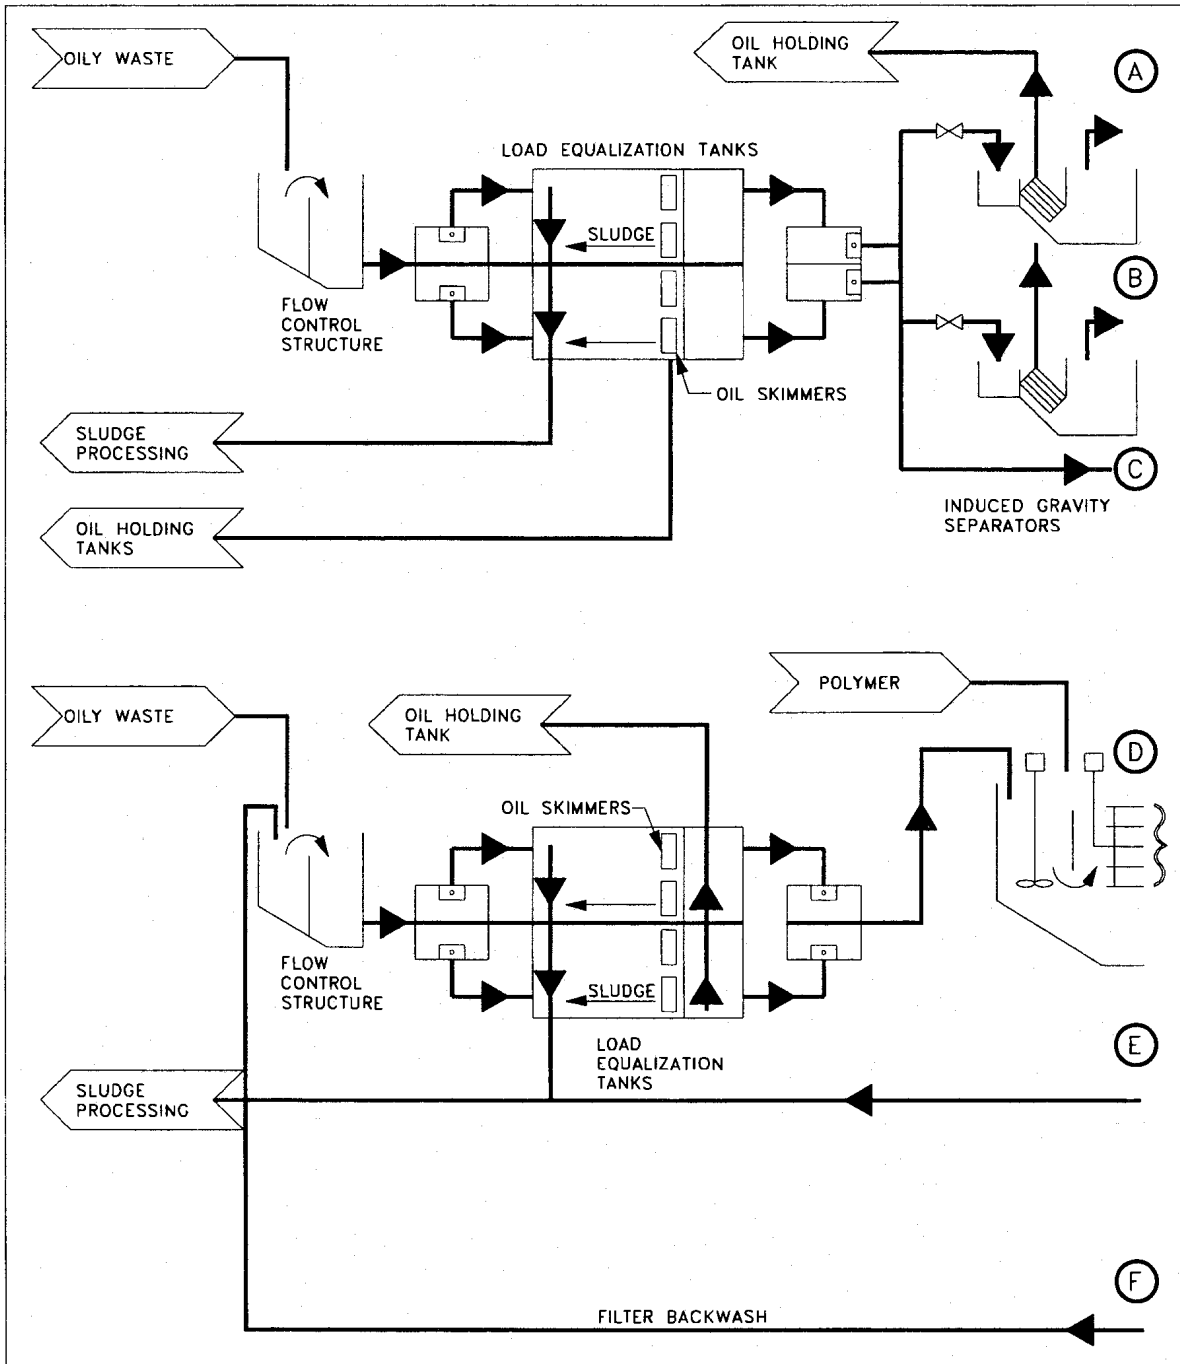 OILY WASTE
OIL HOLDING
TANK
A
LOAD EQUALIZATION TANKS
SLUDGE
B
FLOW
CONTROL
STRUCTURE
OIL SKIMMERS
SLUDGE
PROCESSING
C
INDUCED GRAVITY
SEPARATORS
OIL HOLDING
TANKS
POLYMER
OILY WASTE
OIL HOLDING
TANK
D
OIL SKIMMERS
FLOW
CONTROL
STRUCTURE
SLUDGE
LOAD
EQUALIZATION
TANKS
E
SLUDGE
PROCESSING
F
FILTER BACKWASH